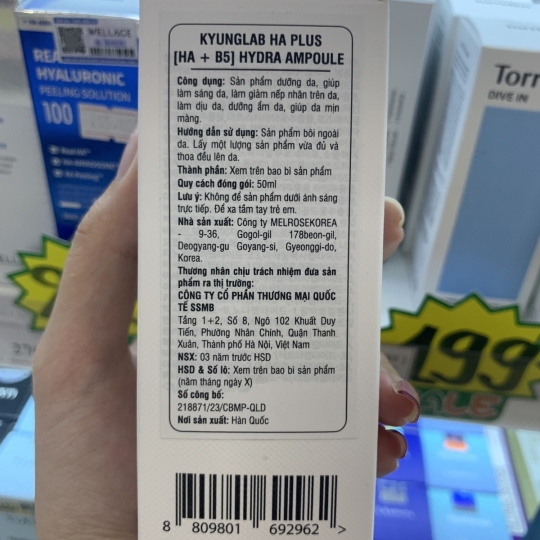 KYUNGLAB HA PLUS
[HA + B5] HYDRA AMPOULE
Công dụng: Sản phẩm dưỡng da, giúp
làm sáng da, làm giảm nếp nhăn trên da,
làm dịu da, dưỡng ẩm da, giúp da mịn
màng.
Hướng dẫn sử dụng: Sản phẩm bôi ngoài
da. Lấy một lượng sản phẩm vừa đủ và
thoa đều lên da.
Thành phần: Xem trên bao bì sản phẩm
Quy cách đóng gói: 50ml
Lưu ý: Không để sản phẩm dưới ánh sáng
trực tiếp. Để xa tầm tay trẻ em.
Nhà sản xuất: Công ty MELROSEKOREA
- 9-36, Gogol-gil 178beon-gil,
Deogyang-gu Goyang-si, Gyeonggi-do,
Korea.
Thương nhân chịu trách nhiệm đưa sản
phẩm ra thị trường:
CÔNG TY CỔ PHẦN THƯƠNG MẠI QUỐC
TẾ SSMB
Tầng 1+2, Số 8, Ngõ 102 Khuất Duy
Tiến, Phường Nhân Chính, Quận Thanh
Xuân, Thành phố Hà Nội, Việt Nam
NSX: 03 năm trước HSD
HSD & Số lô: Xem trên bao bì sản phẩm
(năm tháng ngày X)
Số công bố:
218871/23/CBMP-QLD
Nơi sản xuất: Hàn Quốc
8 809801 692962 >
WELLAGE
REA
HYALURONIC
PEELING SOLUTION
100
Torr
DIVE IN
199
SALE